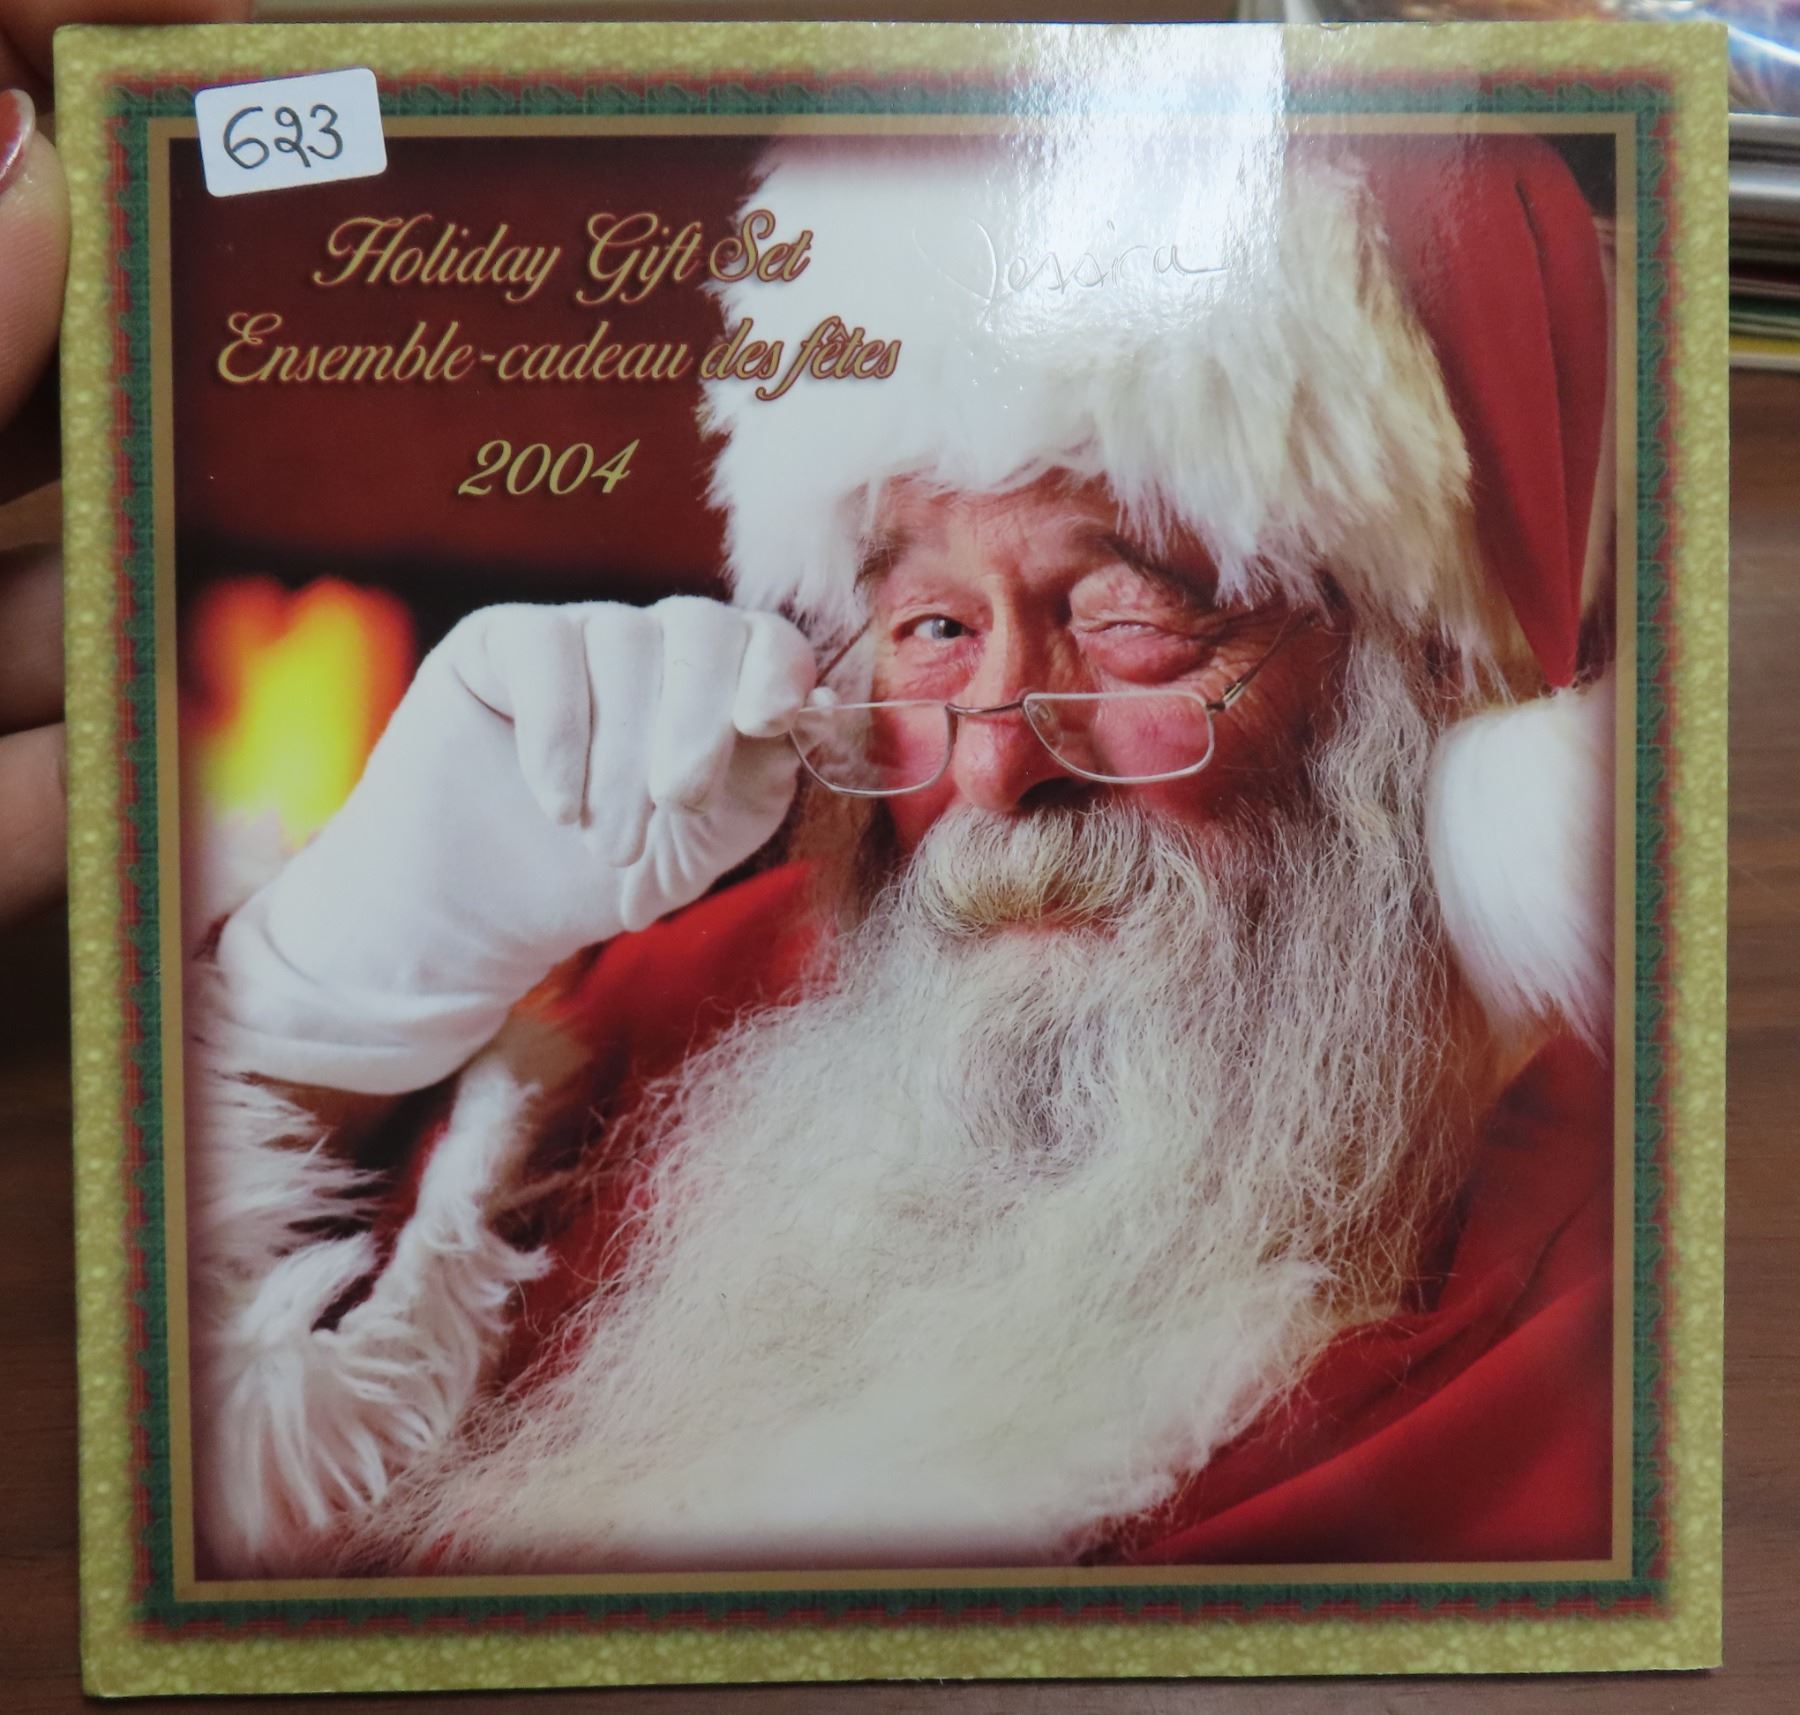 623
Holiday Gift Set
Jessica
Ensemble-cadeau des fêtes
2004